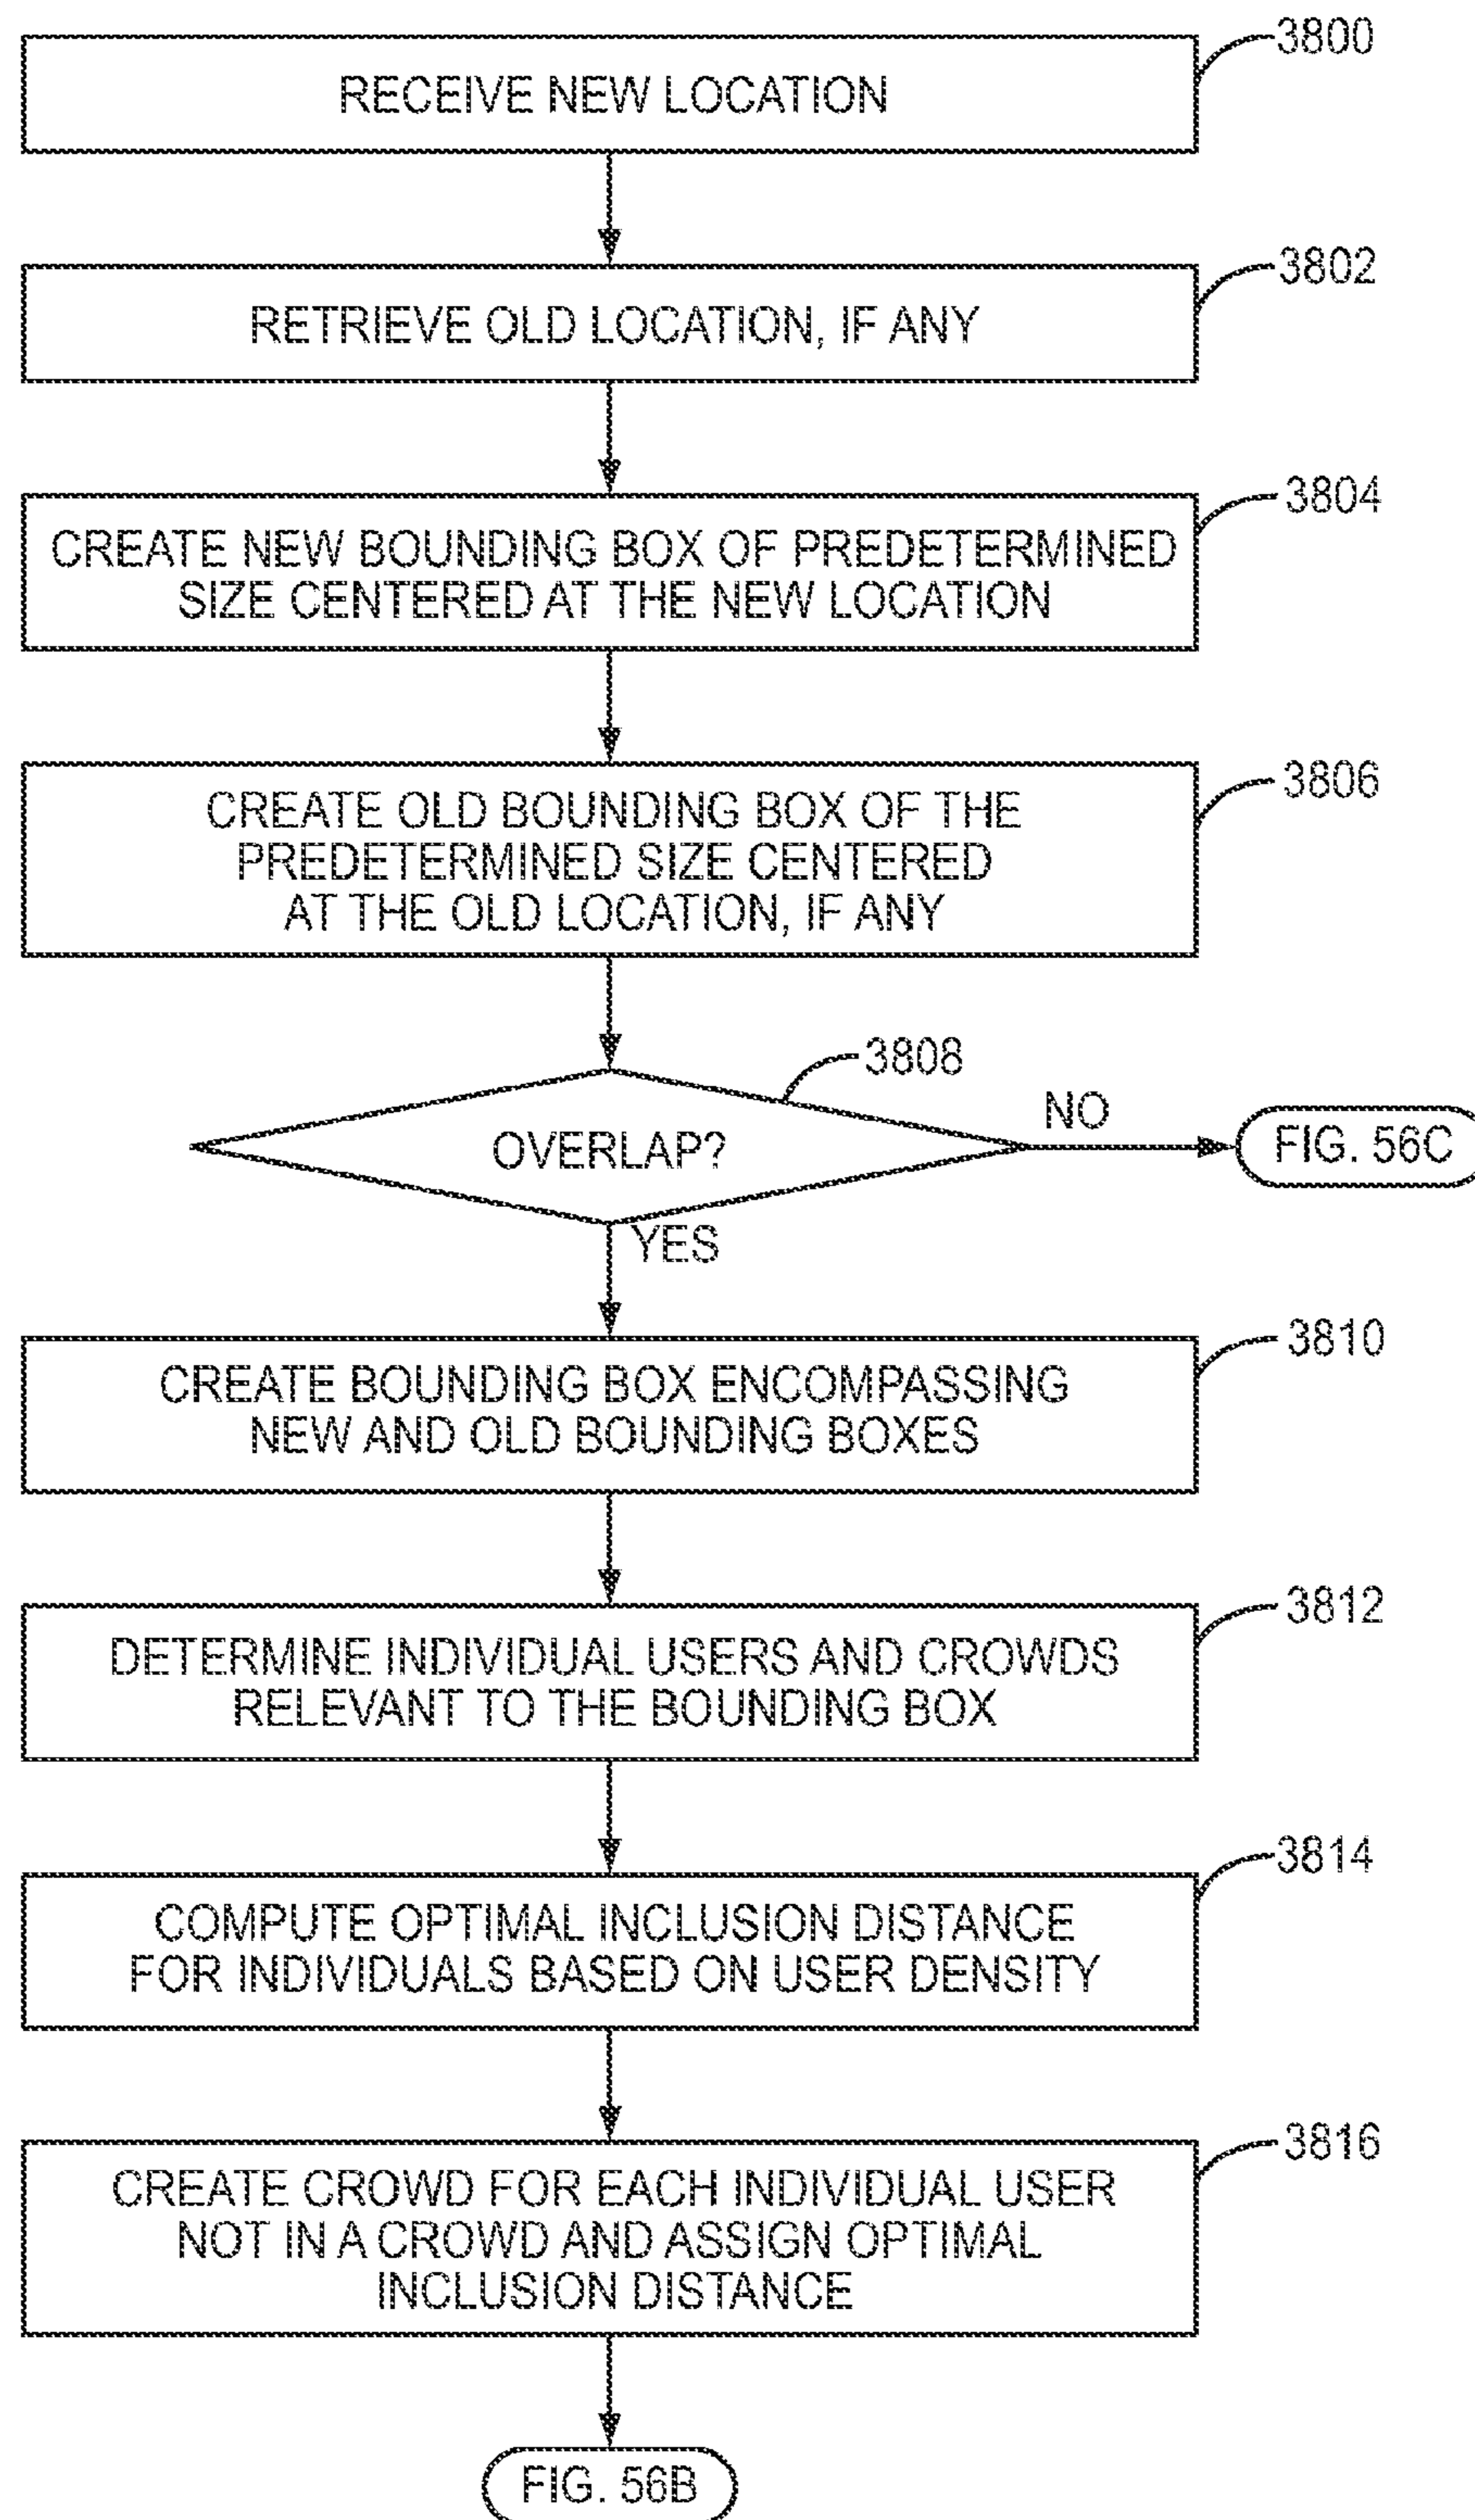 3800
RECEIVE NEW LOCATION
3802
RETRIEVE OLD LOCATION, IF ANY
3804
CREATE NEW BOUNDING BOX OF PREDETERMINED
SIZE CENTERED AT THE NEW LOCATION
3806
CREATE OLD BOUNDING BOX OF THE
PREDETERMINED SIZE CENTERED
AT THE OLD LOCATION, IF ANY
3808
OVERLAP?
NO
FIG. 56C
YES
3810
CREATE BOUNDING BOX ENCOMPASSING
NEW AND OLD BOUNDING BOXES
3812
DETERMINE INDIVIDUAL USERS AND CROWDS
RELEVANT TO THE BOUNDING BOX
3814
COMPUTE OPTIMAL INCLUSION DISTANCE
FOR INDIVIDUALS BASED ON USER DENSITY
3816
CREATE CROWD FOR EACH INDIVIDUAL USER
NOT IN A CROWD AND ASSIGN OPTIMAL
INCLUSION DISTANCE
FIG. 56B